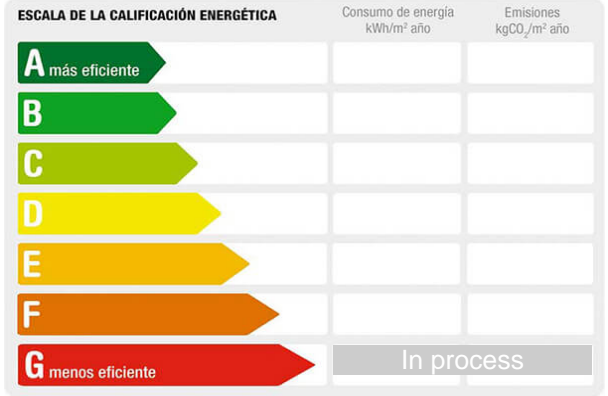 ESCALA DE LA CALIFICACIÓN ENERGÉTICA
Consumo de energía
kWh/m² año
Emisiones
kgCO₂/m² año
A más eficiente
B
C
D
E
F
G menos eficiente
In process